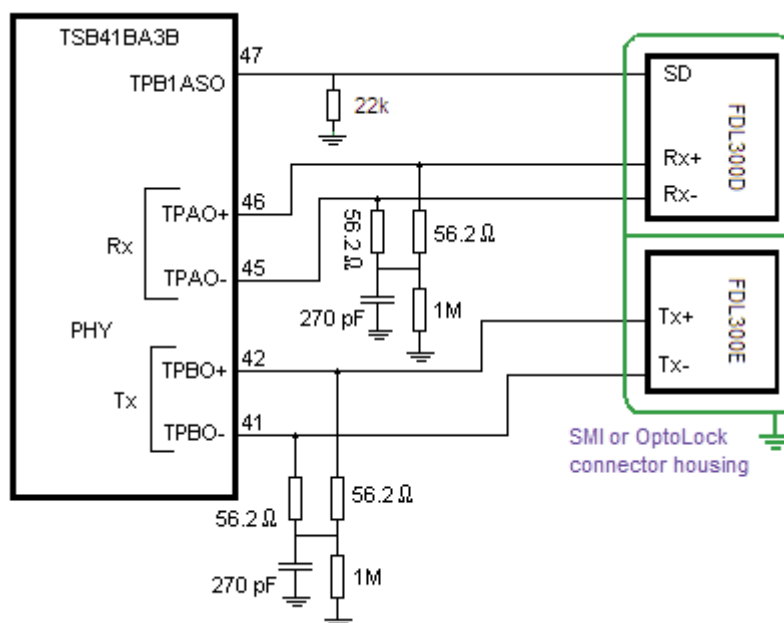 TSB41BA3B
47
TPB1ASO
22k
SD
FDL300D
Rx+
Rx-
TPAO+
46
Rx
TPAO-
45
56.2 Ω
56.2 Ω
270 pF
1M
PHY
TPBO+
42
Tx
TPBO-
41
Tx+
Tx-
FDL300E
SMI or OptoLock
connector housing
56.2 Ω
56.2 Ω
270 pF
1M